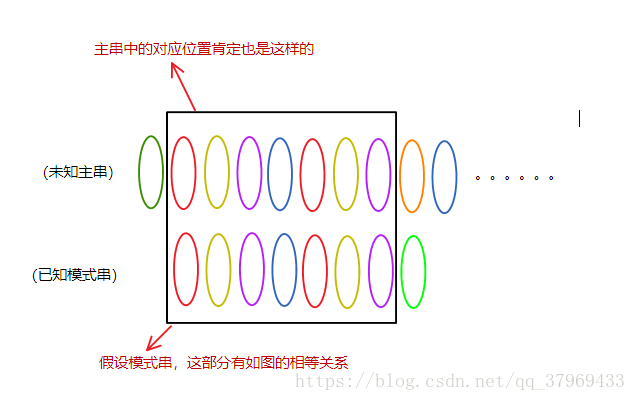 主串中的对应位置肯定也是这样的
(未知主串)
。。。。。。
(已知模式串)
假设模式串，这部分有如图的相等关系
https://blog.csdn.net/qq_37969433